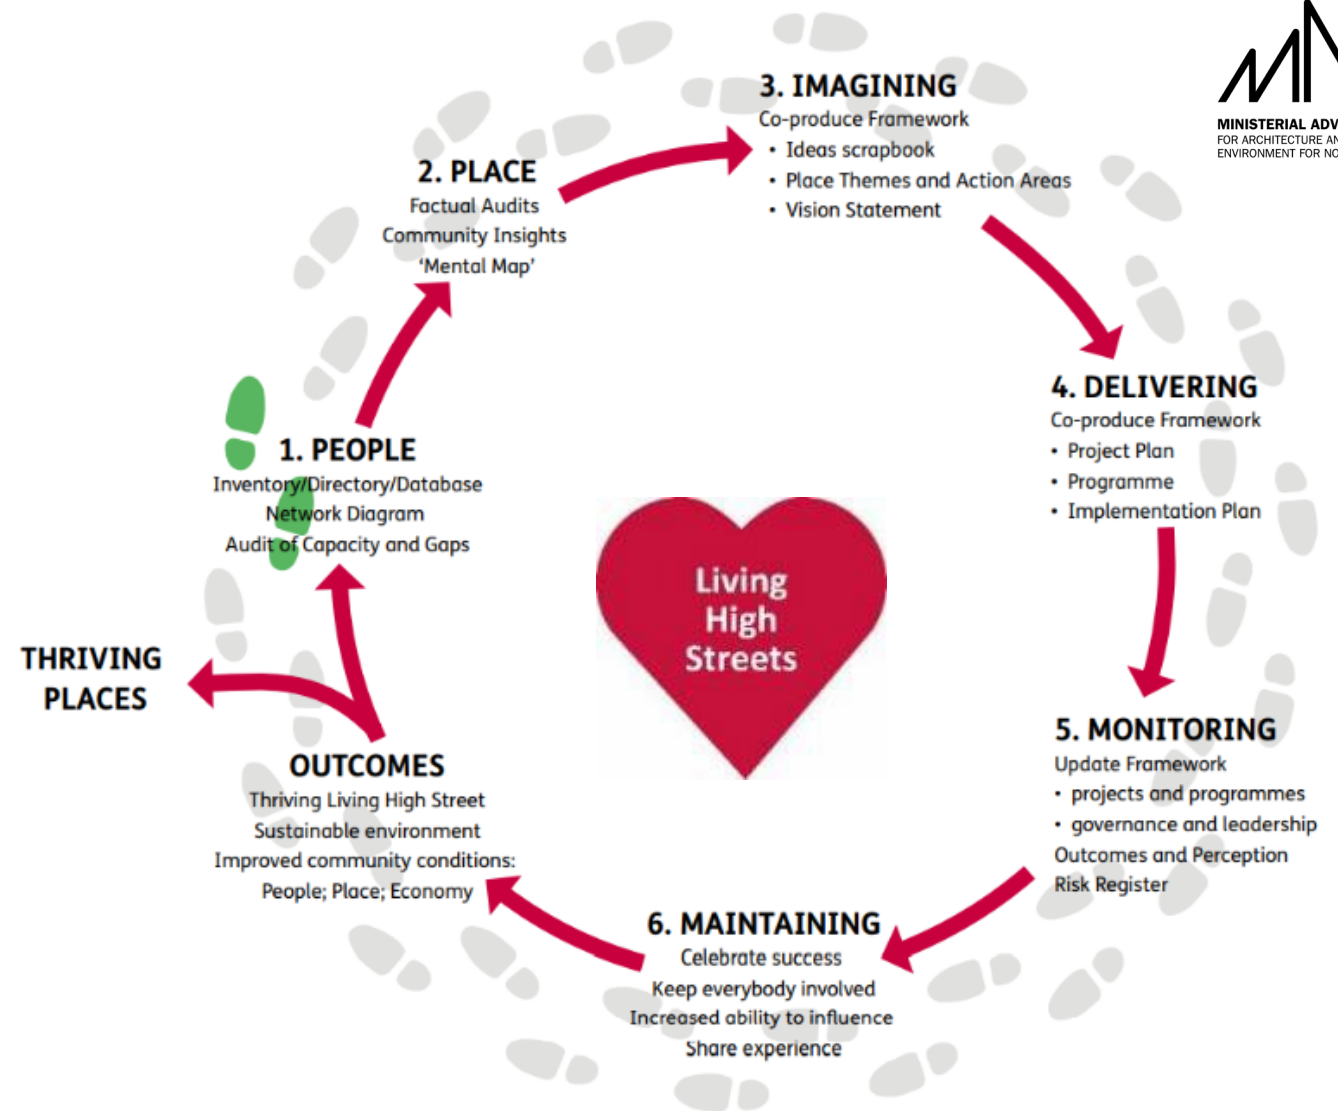 MINISTERIAL
FOR ARCHITECTURE
ENVIRONMENT FOR
3. IMAGINING
Co-produce Framework
• Ideas scrapbook
• Place Themes and Action Areas
• Vision Statement
2. PLACE
Factual Audits
Community Insights
‘Mental Map’
4. DELIVERING
Co-produce Framework
• Project Plan
• Programme
• Implementation Plan
1. PEOPLE
Inventory/Directory/Database
Network Diagram
Audit of Capacity and Gaps
Living
High
Streets
THRIVING
PLACES
5. MONITORING
Update Framework
• projects and programmes
• governance and leadership
Outcomes and Perception
Risk Register
OUTCOMES
Thriving Living High Street
Sustainable environment
Improved community conditions:
People; Place; Economy
6. MAINTAINING
Celebrate success
Keep everybody involved
Increased ability to influence
Share experience